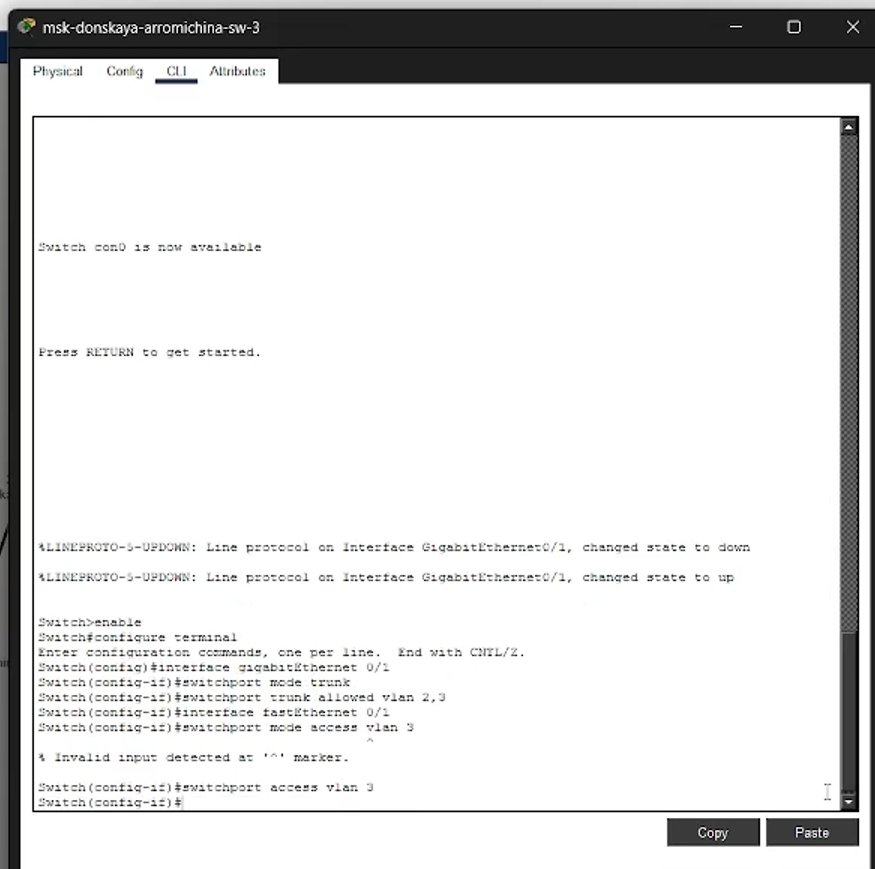 msk-donskaya-arromichina-sw-3
Physical Config CLI Attributes
Switch con0 is now available
Press RETURN to get started.
%LINEPROTO-5-UPDOWN: Line protocol on Interface GigabitEthernet0/1, changed state to down
%LINEPROTO-5-UPDOWN: Line protocol on Interface GigabitEthernet0/1, changed state to up
Switch>enable
Switch#configure terminal
Enter configuration commands, one per line.  End with CNTL/Z.
Switch(config)#interface gigabitEthernet 0/1
Switch(config-if)#switchport mode trunk
Switch(config-if)#switchport trunk allowed vlan 2,3
Switch(config-if)#interface fastEthernet 0/1
Switch(config-if)#switchport mode access vlan 3
^
% Invalid input detected at '^' marker.
Switch(config-if)#switchport access vlan 3
Switch(config-if)#
Copy Paste